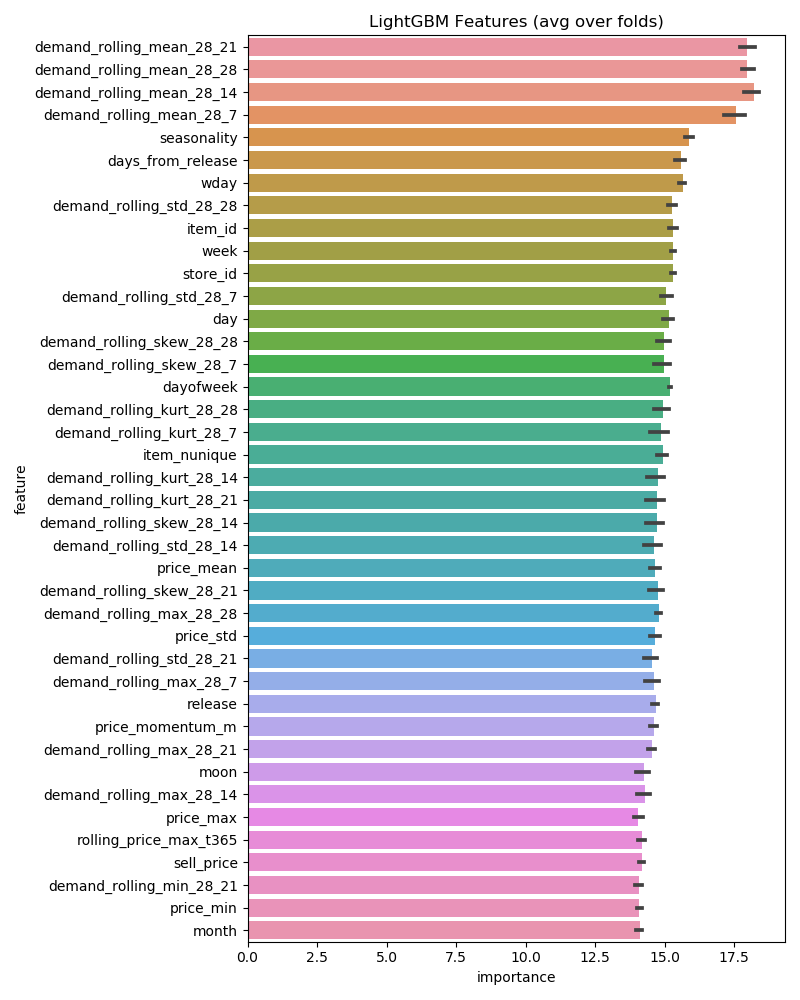 LightGBM Features (avg over folds)
feature
demand_rolling_mean_28_21
demand_rolling_mean_28_28
demand_rolling_mean_28_14
demand_rolling_mean_28_7
seasonality
days_from_release
wday
demand_rolling_std_28_28
item_id
week
store_id
demand_rolling_std_28_7
day
demand_rolling_skew_28_28
demand_rolling_skew_28_7
dayofweek
demand_rolling_kurt_28_28
demand_rolling_kurt_28_7
item_nunique
demand_rolling_kurt_28_14
demand_rolling_kurt_28_21
demand_rolling_skew_28_14
demand_rolling_std_28_14
price_mean
demand_rolling_skew_28_21
demand_rolling_max_28_28
price_std
demand_rolling_std_28_21
demand_rolling_max_28_7
release
price_momentum_m
demand_rolling_max_28_21
moon
demand_rolling_max_28_14
price_max
rolling_price_max_t365
sell_price
demand_rolling_min_28_21
price_min
month
0.0 2.5 5.0 7.5 10.0 12.5 15.0 17.5
importance